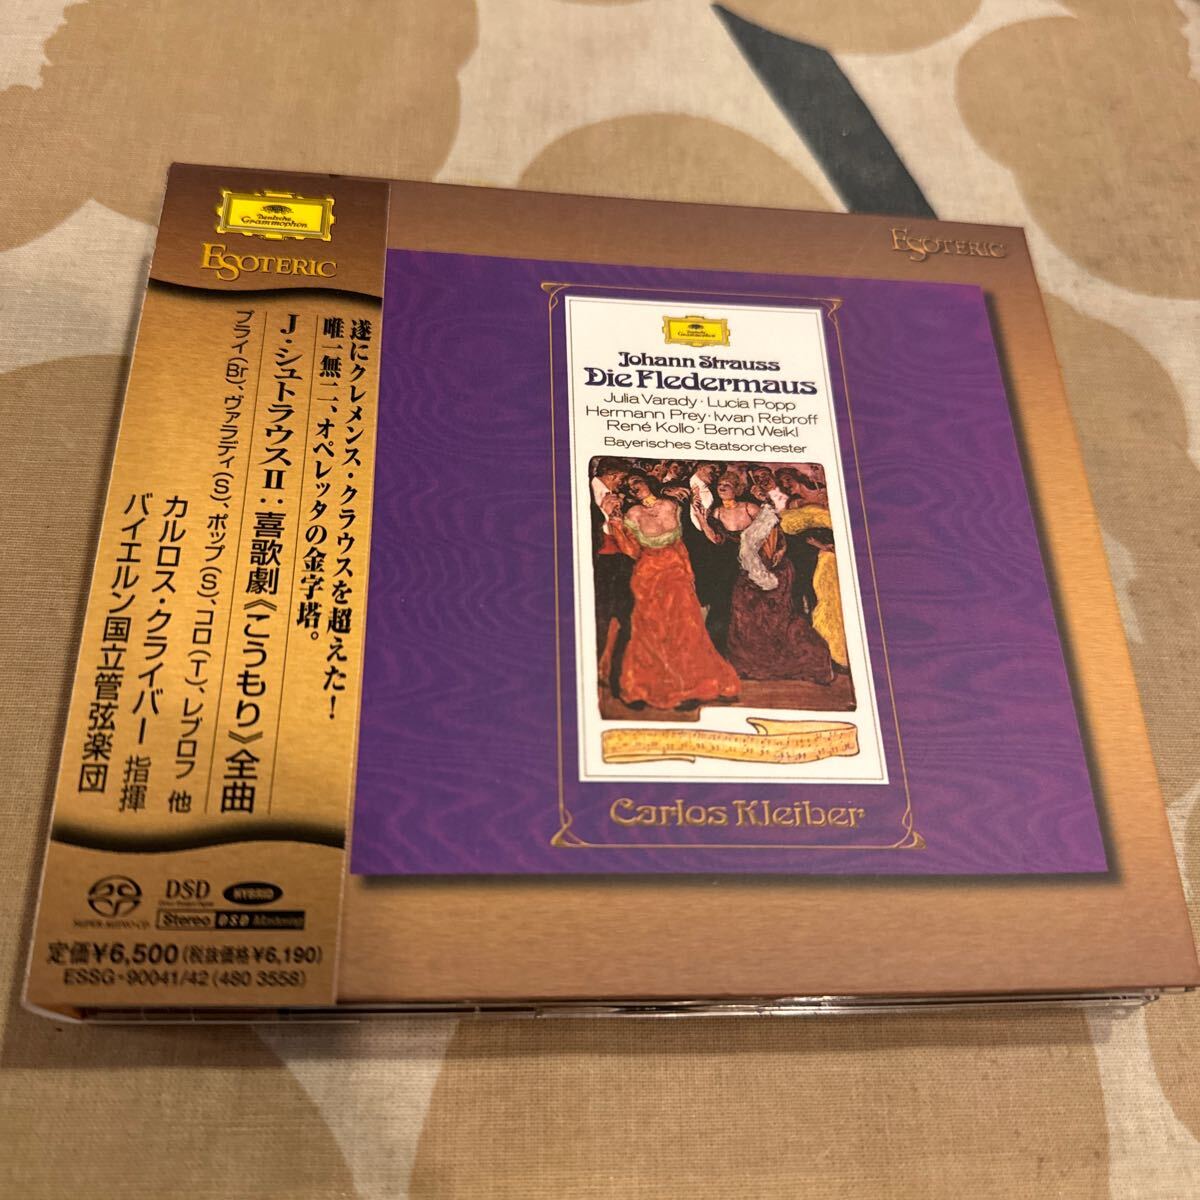 Deutsche
Grammophon
ESOTERIC
遂にクレメンス・クラウスを超えた!
唯一無二、オペレッタの金字塔。
J・シュトラウスII:喜歌劇《こうもり》全曲
プライ(Br)、ヴァラディ(S)、ポップ(S)、コロ(T)、レブロフ 他
カルロス・クライバー 指揮
バイエルン国立管弦楽団
SUPER AUDIO CD
DSD
HYBRID
Stereo DSD Mastering
定価¥6,500(税抜価格¥6,190)
ESSG-90041/42 (480 3558)
ESOTERIC
Deutsche
Grammophon
Johann Strauss
Die Fledermaus
Julia Varady · Lucia Popp
Hermann Prey · Iwan Rebroff
René Kollo · Bernd Weikl
Bayerisches Staatsorchester
Carlos Kleiber